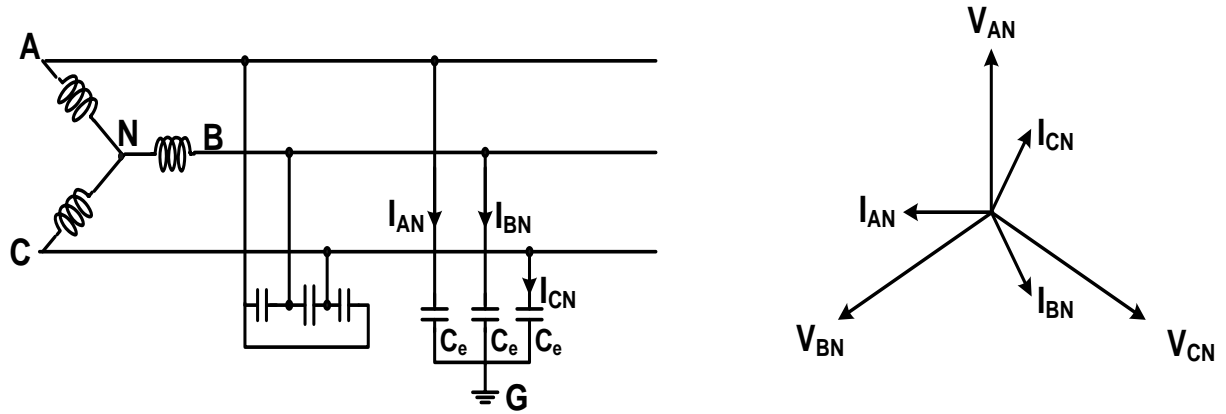 A
N
B
C
I_AN
I_BN
I_CN
C_e
C_e
C_e
G
V_AN
I_CN
I_AN
I_BN
V_BN
V_CN